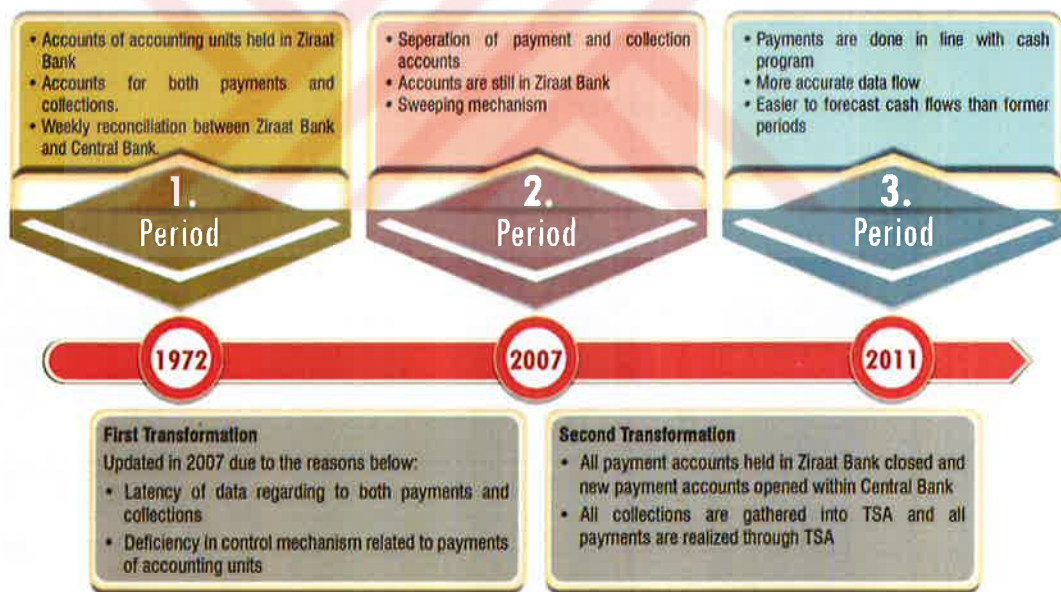 • Accounts of accounting units held in Ziraat
Bank
• Accounts for both payments and
collections.
• Weekly reconciliation between Ziraat Bank
and Central Bank.
1.
Period
• Seperation of payment and collection
accounts
• Accounts are still in Ziraat Bank
• Sweeping mechanism
2.
Period
• Payments are done in line with cash
program
• More accurate data flow
• Easier to forecast cash flows than former
periods
3.
Period
1972
2007
2011
First Transformation
Updated in 2007 due to the reasons below:
• Latency of data regarding to both payments and
collections
• Deficiency in control mechanism related to payments
of accounting units
Second Transformation
• All payment accounts held in Ziraat Bank closed and
new payment accounts opened within Central Bank
• All collections are gathered into TSA and all
payments are realized through TSA